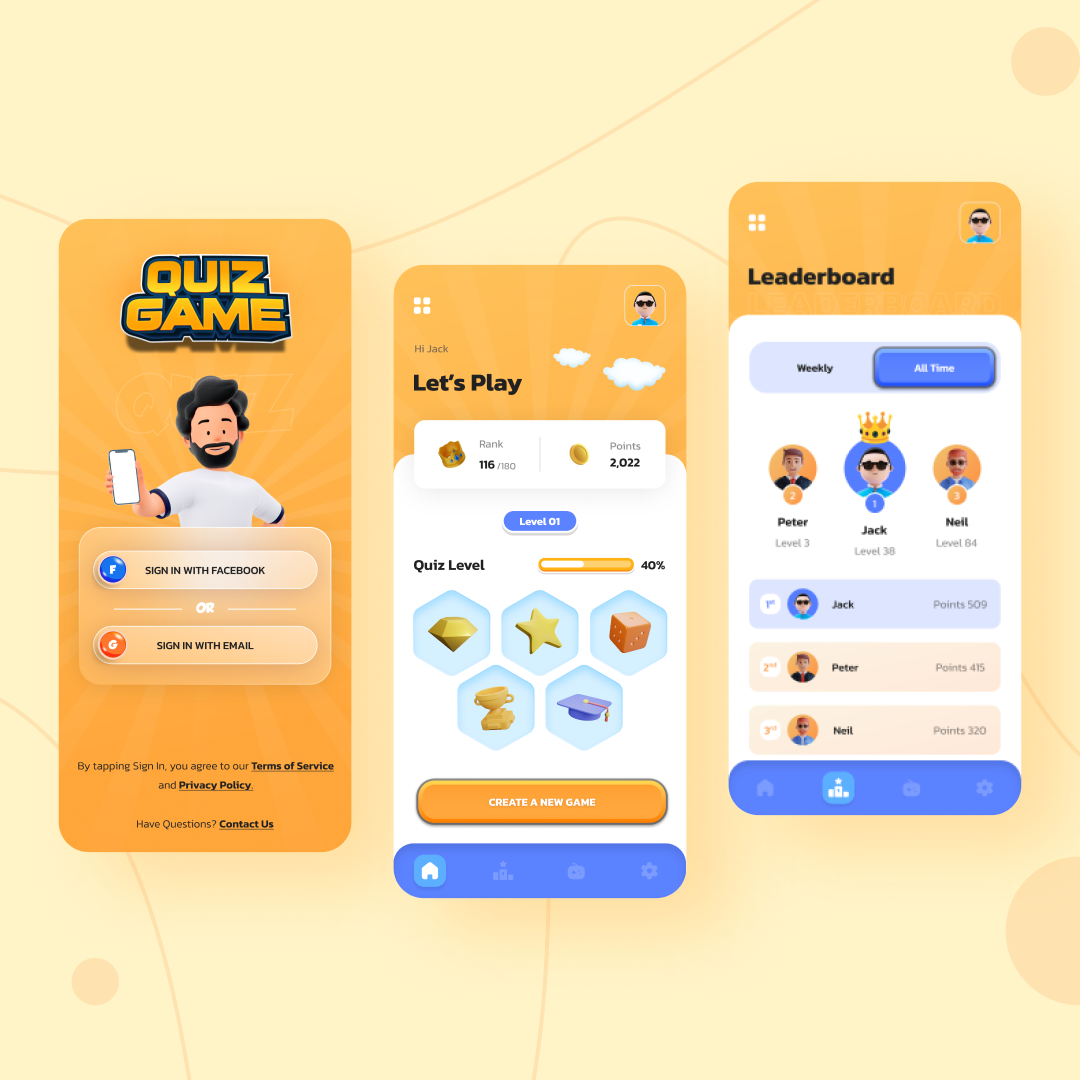 QUIZ
GAME
QUIZ
F
SIGN IN WITH FACEBOOK
OR
G
SIGN IN WITH EMAIL
By tapping Sign In, you agree to our Terms of Service
and Privacy Policy.
Have Questions? Contact Us
Hi Jack
Let's Play
Rank
116 /180
Points
2,022
Level 01
Quiz Level
40%
CREATE A NEW GAME
Leaderboard
LEADERBOARD
Weekly
All Time
2
1
3
Peter
Jack
Neil
Level 3
Level 38
Level 84
1st
Jack
Points 509
2nd
Peter
Points 415
3rd
Neil
Points 320